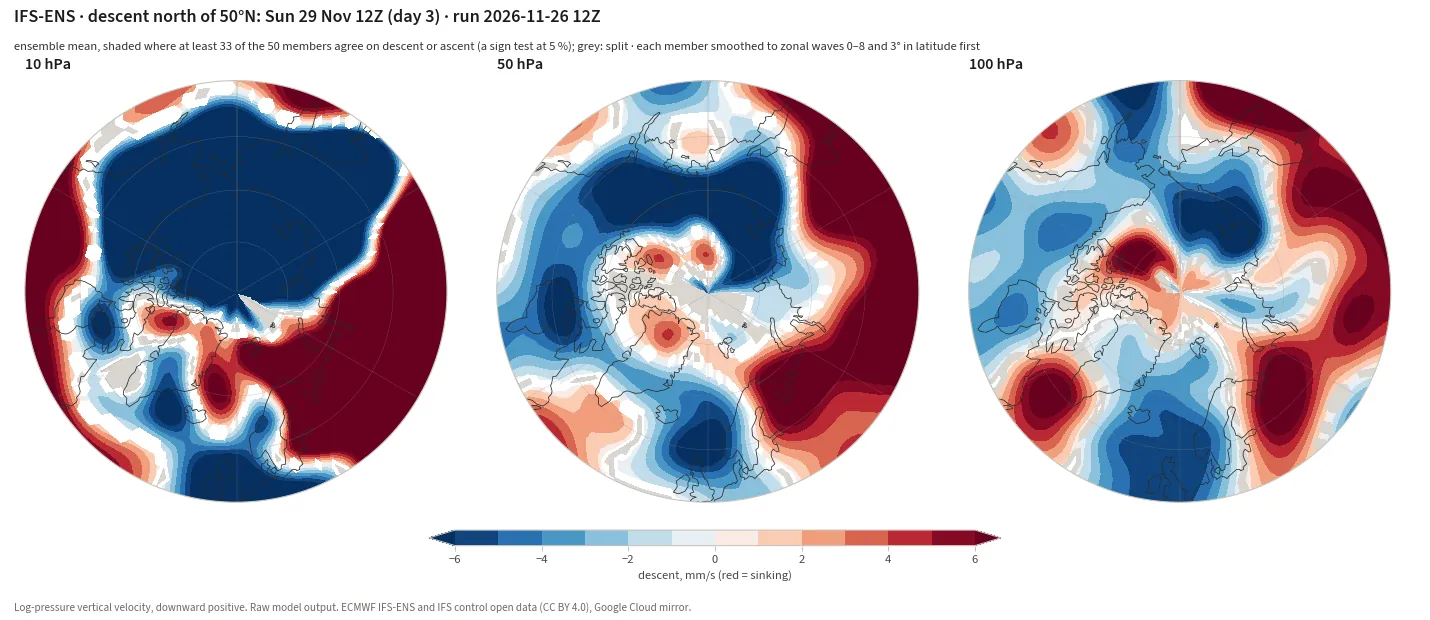 IFS-ENS · descent north of 50°N: Sun 29 Nov 12Z (day 3) · run 2026-11-26 12Z
ensemble mean, shaded where at least 33 of the 50 members agree on descent or ascent (a sign test at 5 %); grey: split · each member smoothed to zonal waves 0–8 and 3° in latitude first
10 hPa
50 hPa
100 hPa
−6 −4 −2 0 2 4 6
descent, mm/s (red = sinking)
Log-pressure vertical velocity, downward positive. Raw model output. ECMWF IFS-ENS and IFS control open data (CC BY 4.0), Google Cloud mirror.